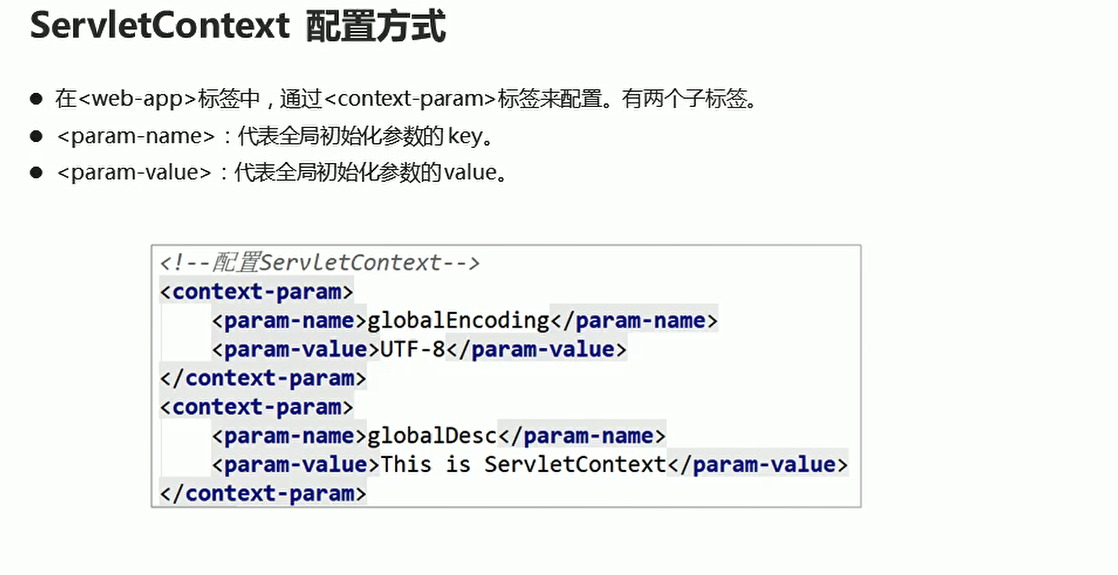 ServletContext 配置方式
● 在<web-app>标签中，通过<context-param>标签来配置。有两个子标签。
● <param-name>：代表全局初始化参数的 key。
● <param-value>：代表全局初始化参数的value。
<!--配置ServletContext-->
<context-param>
    <param-name>globalEncoding</param-name>
    <param-value>UTF-8</param-value>
</context-param>
<context-param>
    <param-name>globalDesc</param-name>
    <param-value>This is ServletContext</param-value>
</context-param>